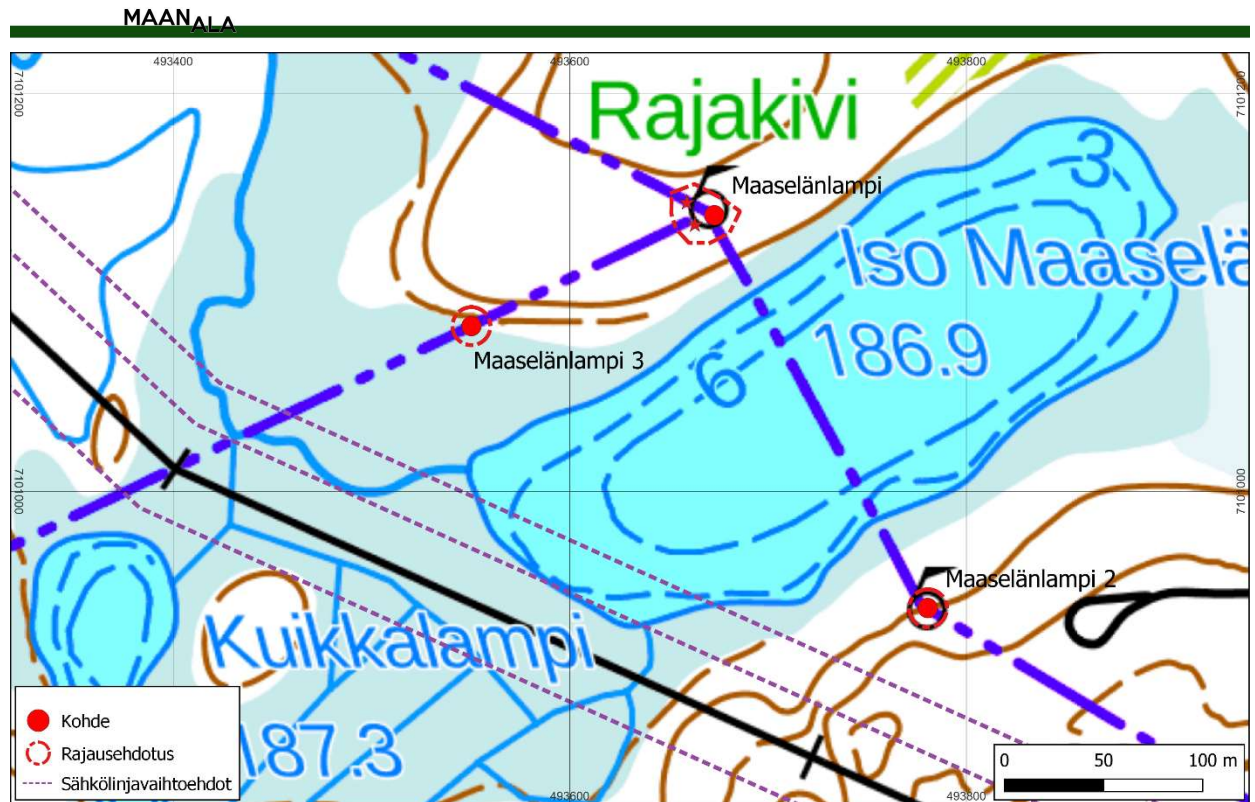 MAANALA
493400 493600 493800
7101200 7101200
Rajakivi
3
Maaselänlampi
Iso Maaselä
186.9
6
Maaselänlampi 3
7101000 7101000
Maaselänlampi 2
Kuikkalampi
187.3
Kohde
Rajausehdotus
Sähkölinjavaihtoehdot
0 50 100 m
493600 493800